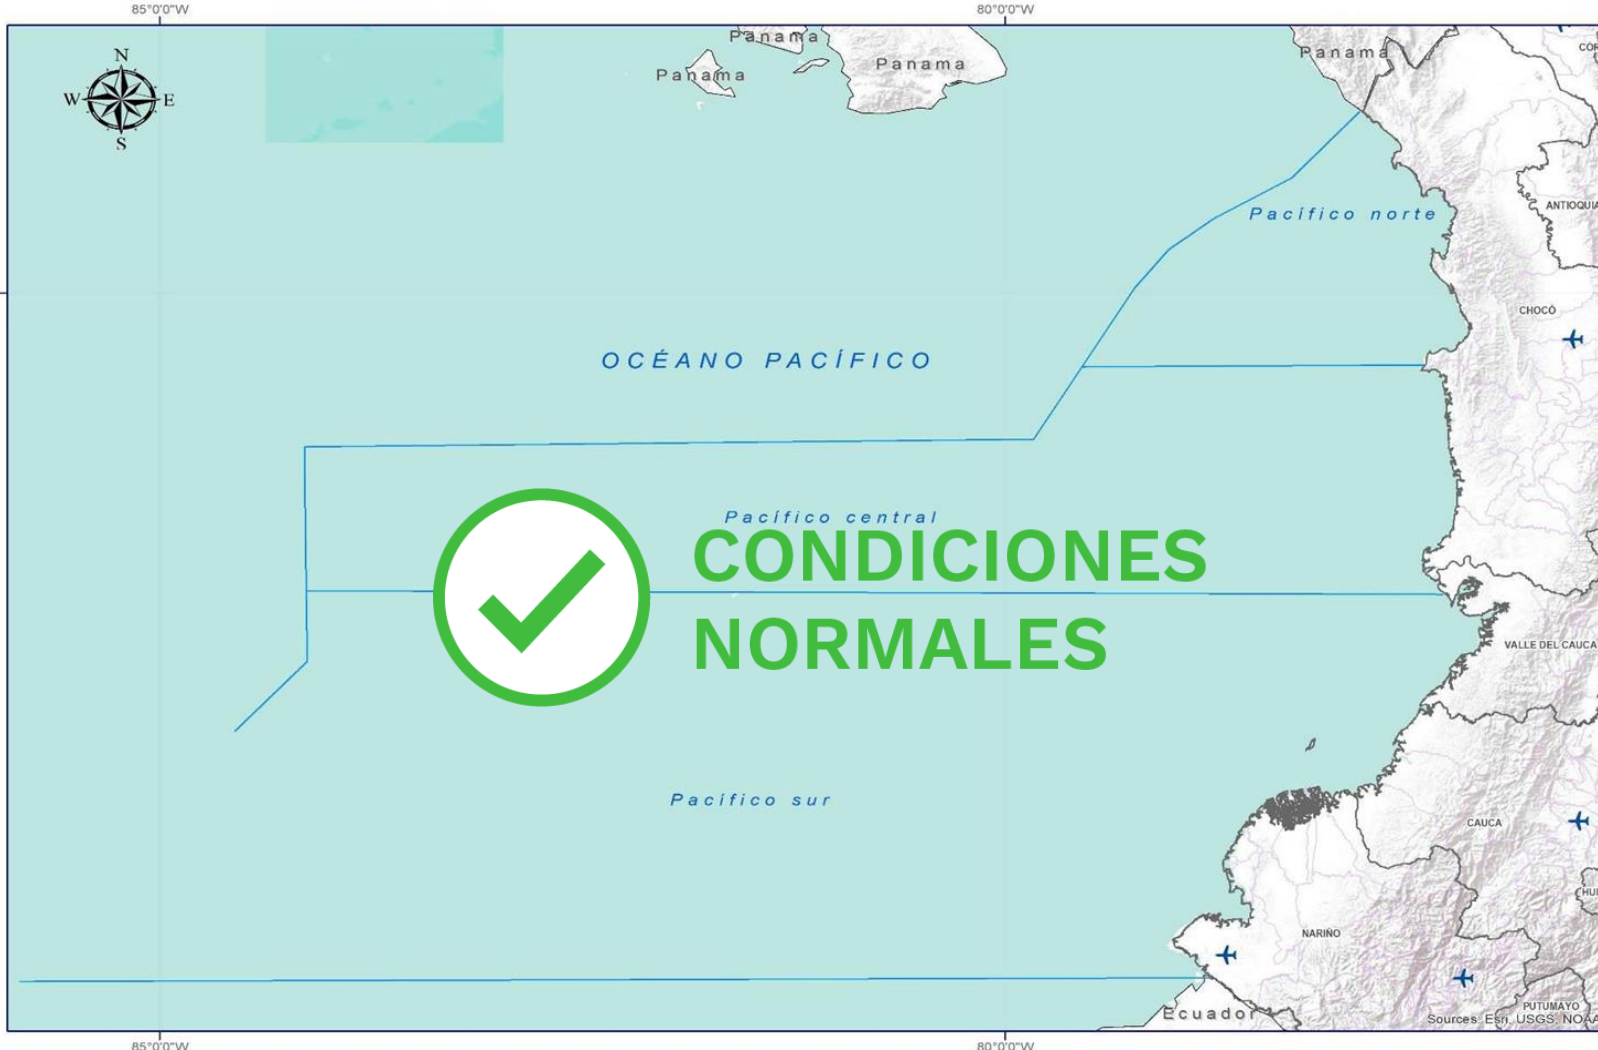 85°0'0"W
80°0'0"W
N
W
E
S
Panama
Panama
Panama
Panama
ANTIOQUIA
Pacífico norte
CHOCÓ
OCÉANO PACÍFICO
Pacífico central
CONDICIONES
NORMALES
VALLE DEL CAUCA
Pacífico sur
CAUCA
NARIÑO
PUTUMAYO
Ecuador
Sources: Esri, USGS, NOAA
85°0'0"W
80°0'0"W